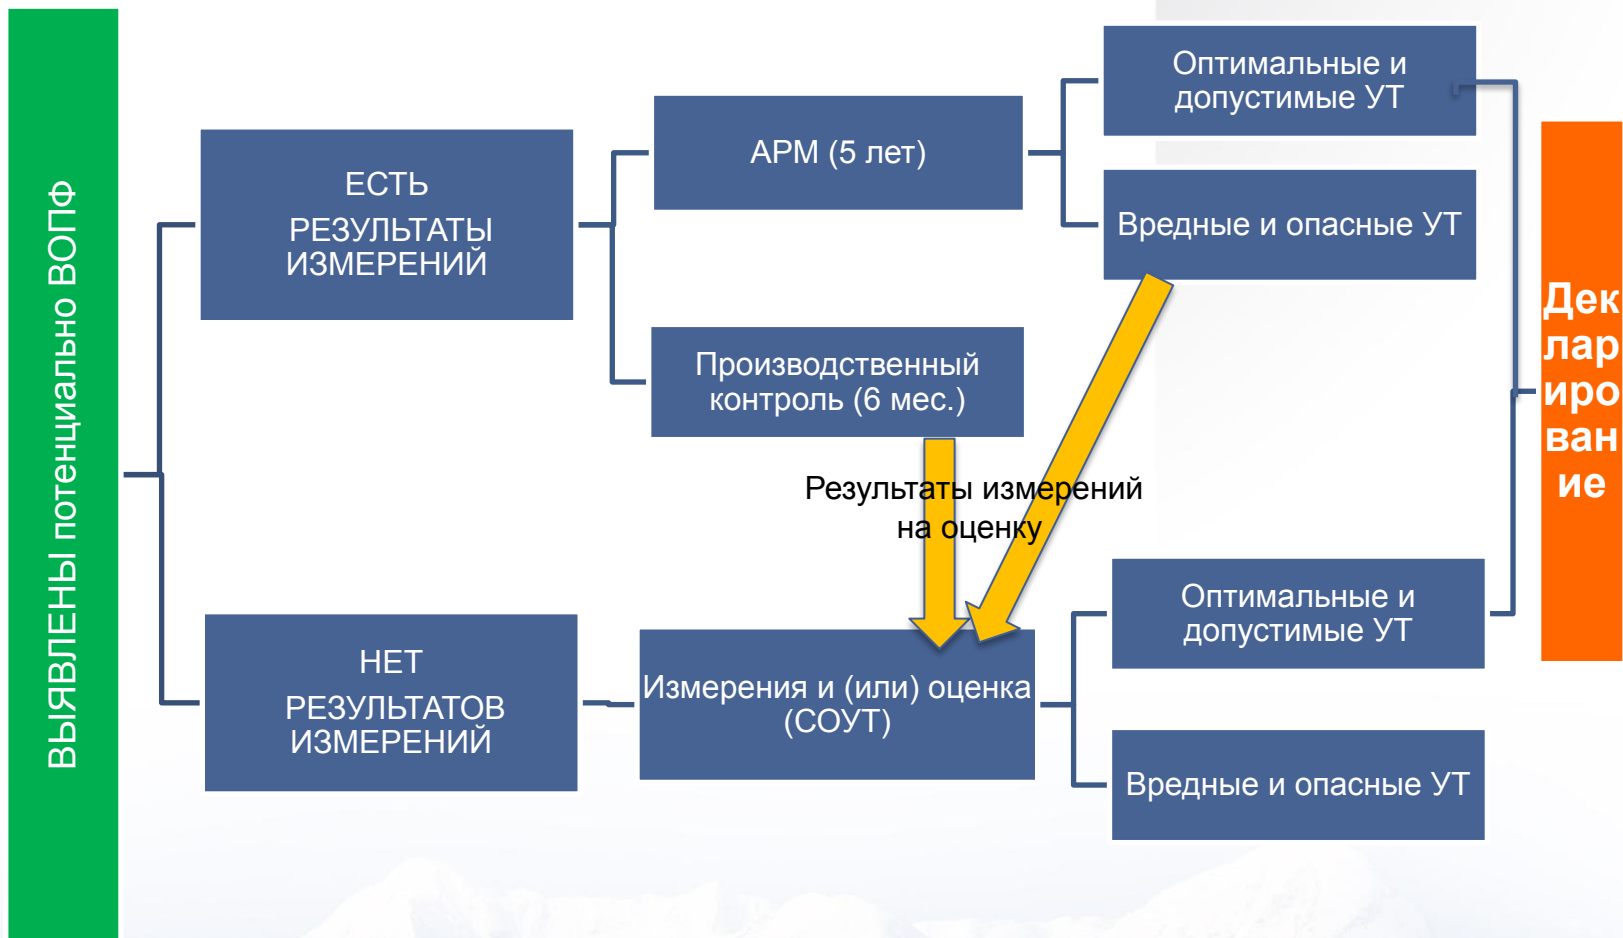 ВЫЯВЛЕНЫ потенциально ВОПФ
ЕСТЬ
РЕЗУЛЬТАТЫ
ИЗМЕРЕНИЙ
НЕТ
РЕЗУЛЬТАТОВ
ИЗМЕРЕНИЙ
АРМ (5 лет)
Производственный
контроль (6 мес.)
Результаты измерений
на оценку
Измерения и (или) оценка
(СОУТ)
Оптимальные и
допустимые УТ
Вредные и опасные УТ
Оптимальные и
допустимые УТ
Вредные и опасные УТ
Дек
лар
иро
ван
ие